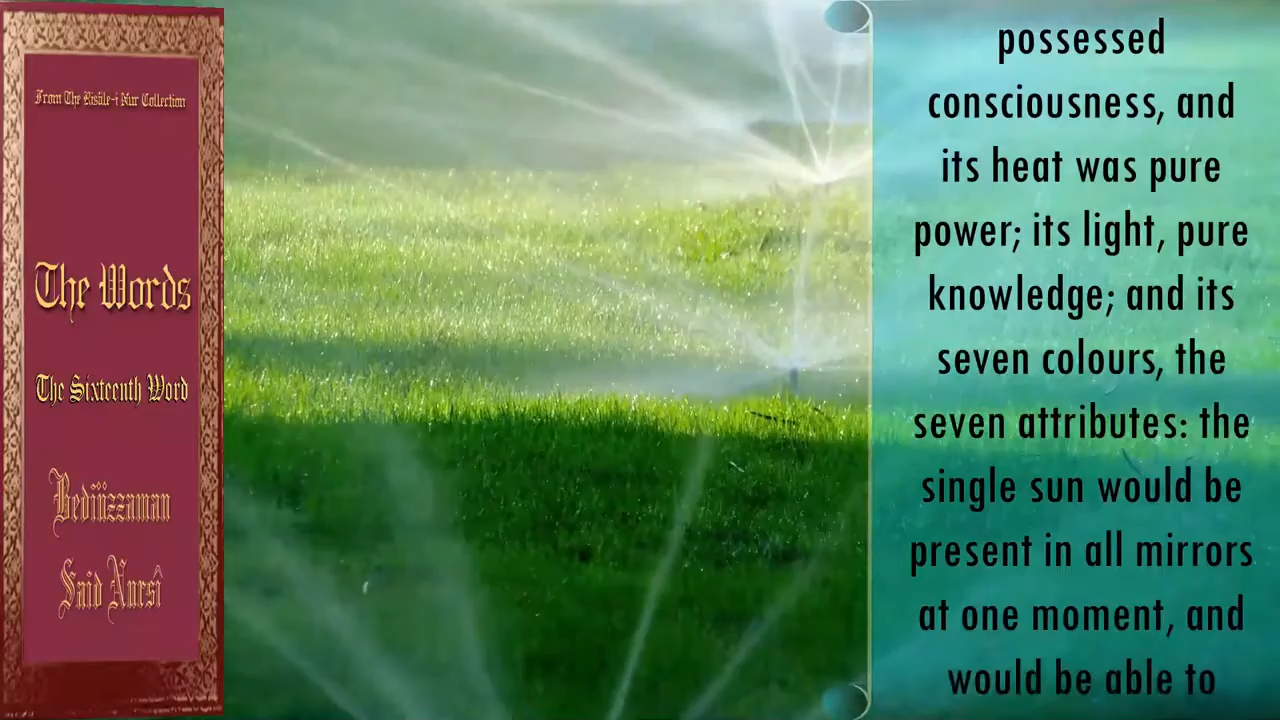 From The Risâle-i Nur Collection
The Words
The Sixteenth Word
Bediüzzaman
Said Nursî
possessed
consciousness, and
its heat was pure
power; its light, pure
knowledge; and its
seven colours, the
seven attributes: the
single sun would be
present in all mirrors
at one moment, and
would be able to